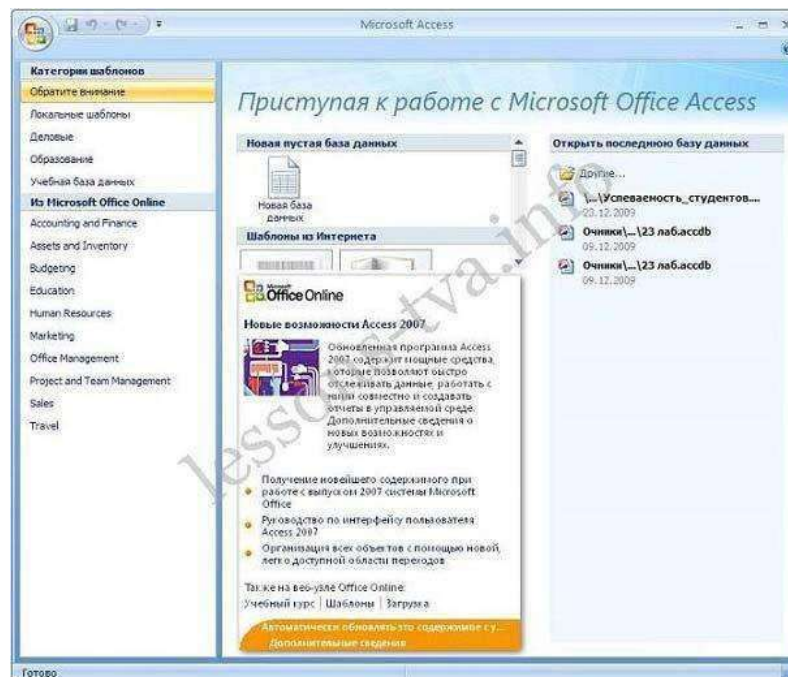 Microsoft Access
Категории шаблонов
Обратите внимание
Локальные шаблоны
Деловые
Образование
Учебная база данных
Из Microsoft Office Online
Accounting and Finance
Assets and Inventory
Budgeting
Education
Human Resources
Marketing
Office Management
Project and Team Management
Sales
Travel
Приступая к работе с Microsoft Office Access
Новая пустая база данных
Новая база
данных
Шаблоны из Интернета
Microsoft
Office Online
Новые возможности Access 2007
Обновленная программа Access
2007 содержит мощные средства,
которые позволяют быстро
отслеживать данные, работать с
ними совместно и создавать
отчеты в управляемой среде.
Дополнительные сведения о
новых возможностях и
улучшениях.
Получение новейшего содержимого при
работе с выпуском 2007 системы Microsoft
Office
Руководство по интерфейсу пользователя
Access 2007
Организация всех объектов с помощью новой,
легко доступной области переходов
Также на веб-узле Office Online:
Учебный курс | Шаблоны | Загрузка
Автоматически обновлять это содержимое с у...
Дополнительные сведения
Открыть последнюю базу данных
Другие...
\...\Успеваемость_студентов....
23.12.2009
Очники\...\23 лаб.accdb
09.12.2009
Очники\...\23 лаб.accdb
09.12.2009
lessons-tva.info
Готово